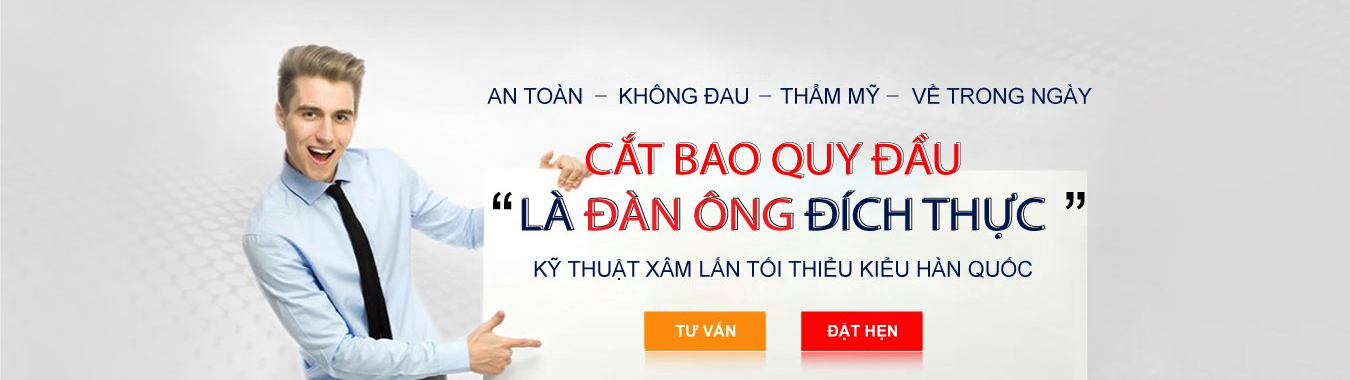 AN TOÀN – KHÔNG ĐAU – THẨM MỸ – VỀ TRONG NGÀY
CẮT BAO QUY ĐẦU
“ LÀ ĐÀN ÔNG ĐÍCH THỰC ”
KỸ THUẬT XÂM LẤN TỐI THIỂU KIỂU HÀN QUỐC
TƯ VẤN
ĐẶT HẸN